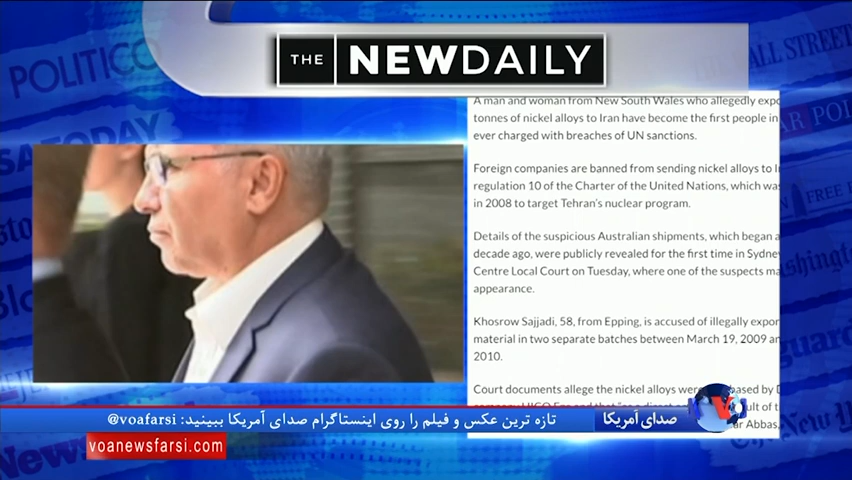 THE NEWDAILY
POLITICO
A man and woman from New South Wales who allegedly expo
tonnes of nickel alloys to Iran have become the first people in
ever charged with breaches of UN sanctions.
Foreign companies are banned from sending nickel alloys to I
regulation 10 of the Charter of the United Nations, which was
in 2008 to target Tehran's nuclear program.
Details of the suspicious Australian shipments, which began a
decade ago, were publicly revealed for the first time in Sydney
Centre Local Court on Tuesday, where one of the suspects ma
appearance.
Khosrow Sajjadi, 58, from Epping, is accused of illegally expor
material in two separate batches between March 19, 2009 an
2010.
Court documents allege the nickel alloys were
ased by D
صدای آمریکا
تازه ترین عکس و فیلم را روی اینستاگرام صدای آمریکا ببینید: @voafarsi
ar Abbas,
voanewsfarsi.com